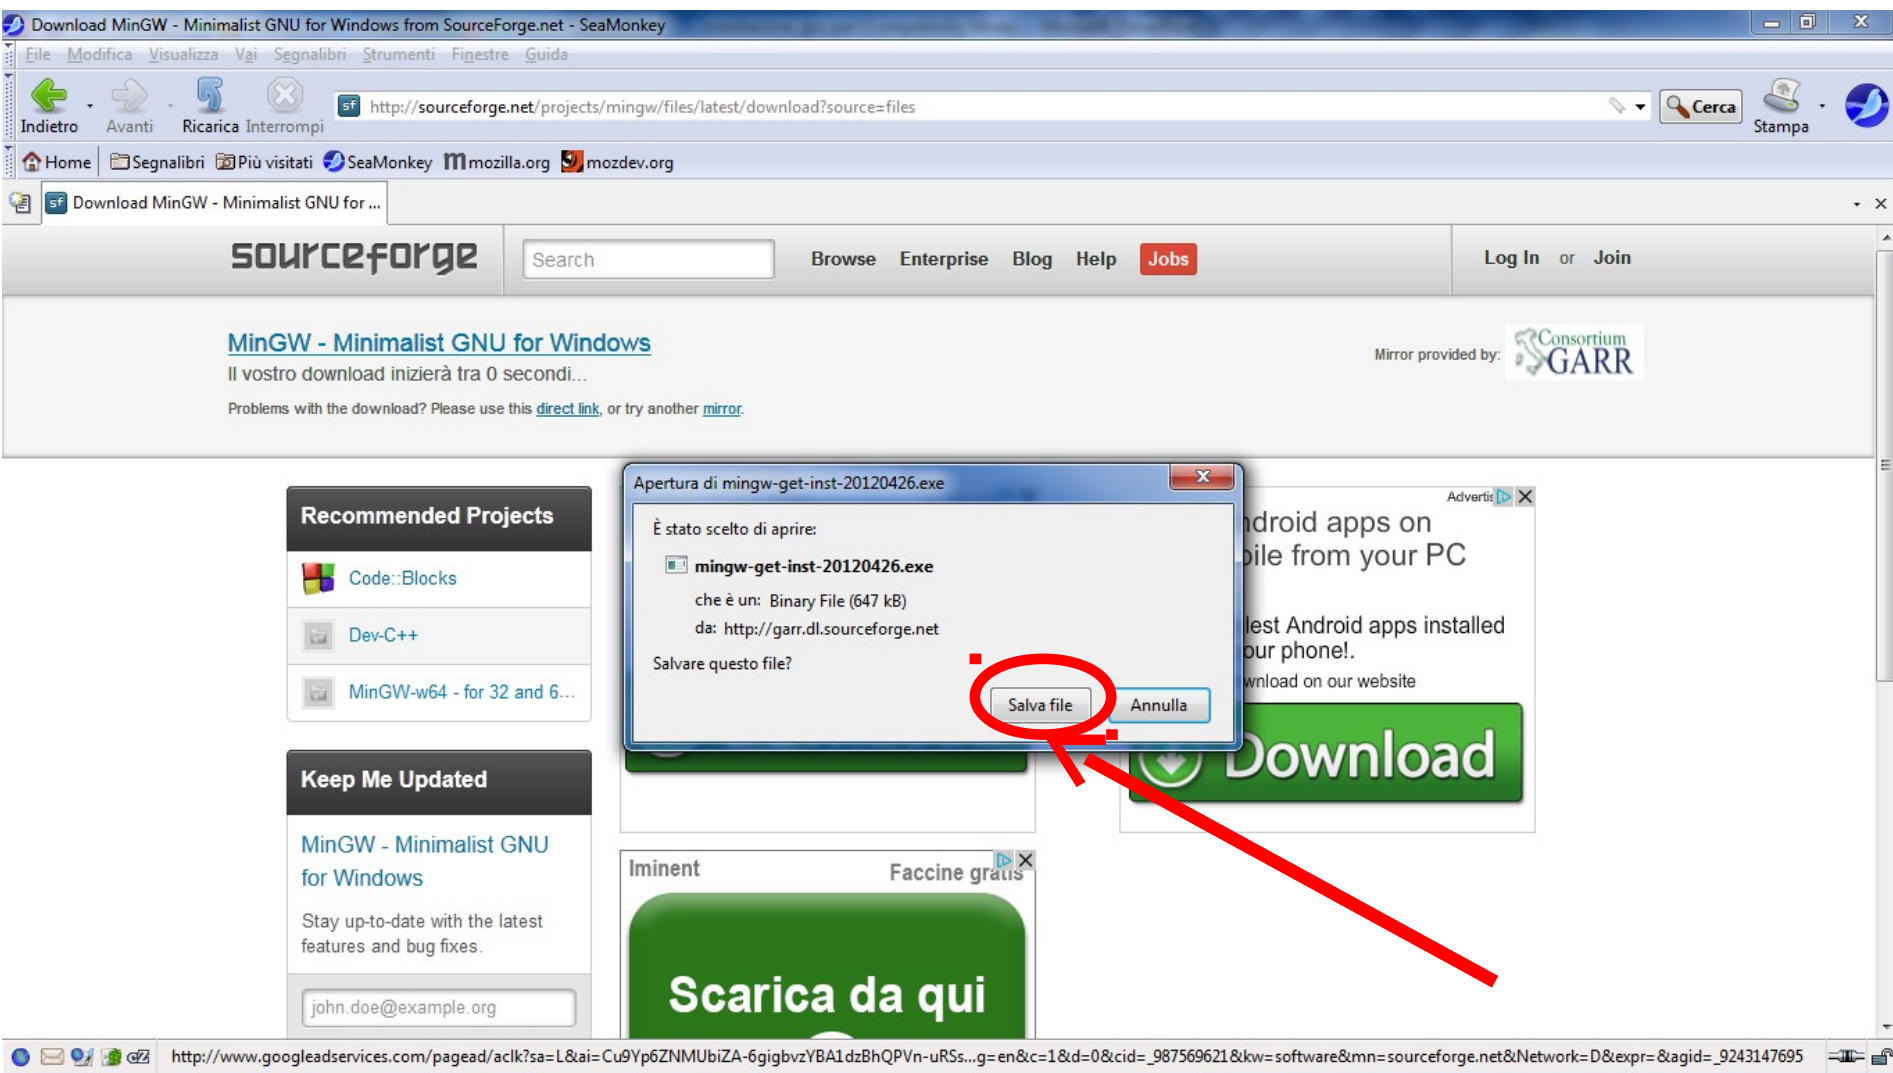 Download MinGW - Minimalist GNU for Windows from SourceForge.net - SeaMonkey
File Modifica Visualizza Vai Segnalibri Strumenti Finestre Guida
http://sourceforge.net/projects/mingw/files/latest/download?source=files
Cerca
Indietro Avanti Ricarica Interrompi
Stampa
Home Segnalibri Più visitati SeaMonkey mozilla.org mozdev.org
sf Download MinGW - Minimalist GNU for ...
sourceforge
Search
Browse Enterprise Blog Help Jobs
Log In or Join
MinGW - Minimalist GNU for Windows
Il vostro download inizierà tra 0 secondi...
Problems with the download? Please use this direct link, or try another mirror.
Mirror provided by:
Consortium
GARR
Recommended Projects
Code::Blocks
Dev-C++
MinGW-w64 - for 32 and 6...
Keep Me Updated
MinGW - Minimalist GNU
for Windows
Stay up-to-date with the latest
features and bug fixes.
john.doe@example.org
Apertura di mingw-get-inst-20120426.exe
È stato scelto di aprire:
mingw-get-inst-20120426.exe
che è un: Binary File (647 kB)
da: http://garr.dl.sourceforge.net
Salvare questo file?
Salva file
Annulla
apps on
from your PC
Android apps installed
phone!.
on our website
Download
Iminent
Faccine gratis
Scarica da qui
http://www.googleadservices.com/pagead/aclk?sa=L&ai=Cu9Yp6ZNMUbiZA-6gigbvzYBA1dzBhQPVn-uRSs...g=en&c=1&d=0&cid=_987569621&kw=software&mn=sourceforge.net&Network=D&expr=&agid=_9243147695